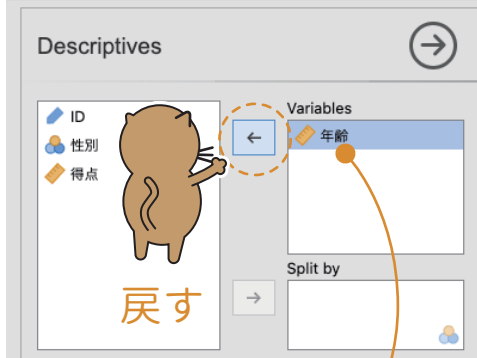 Descriptives
ID
性別
得点
戻す
Variables
年齢
Split by